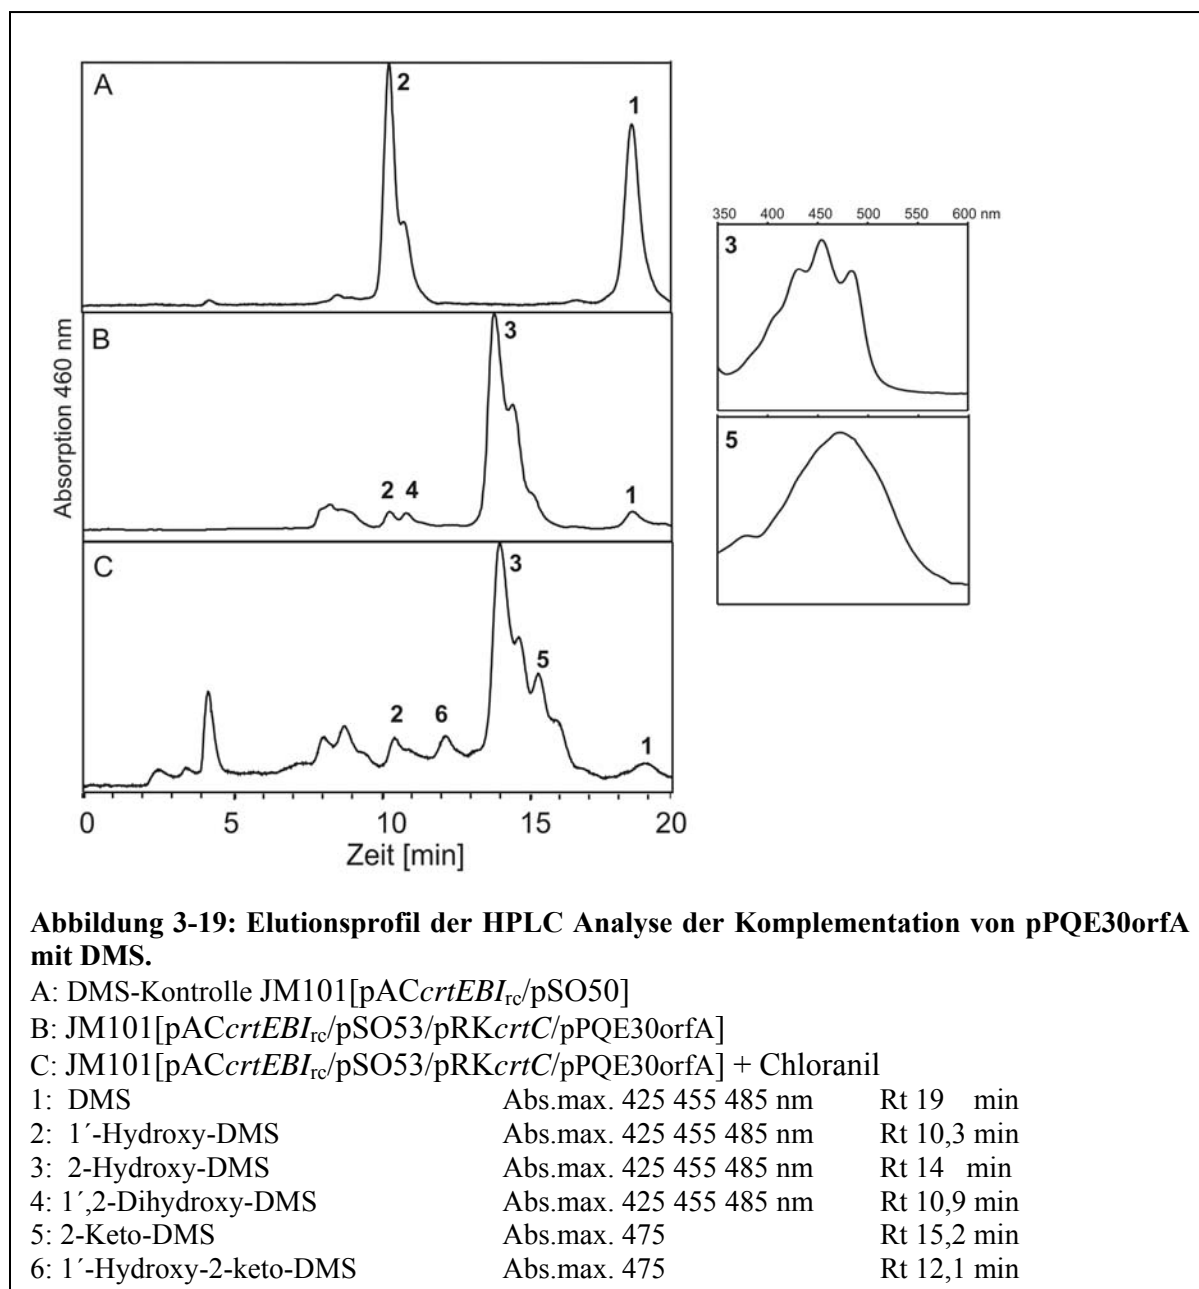 A
2
1
350 400 450 500 550 600 nm
3
B
3
2 4
1
5
Absorption 460 nm
C
3
5
2
6
1
0 5 10 15 20
Zeit [min]
Abbildung 3-19: Elutionsprofil der HPLC Analyse der Komplementation von pPQE30orfA
mit DMS.
A: DMS-Kontrolle JM101[pACcrtEBIrc/pSO50]
B: JM101[pACcrtEBIrc/pSO53/pRKcrtC/pPQE30orfA]
C: JM101[pACcrtEBIrc/pSO53/pRKcrtC/pPQE30orfA] + Chloranil
1: DMS Abs.max. 425 455 485 nm Rt 19 min
2: 1´-Hydroxy-DMS Abs.max. 425 455 485 nm Rt 10,3 min
3: 2-Hydroxy-DMS Abs.max. 425 455 485 nm Rt 14 min
4: 1´,2-Dihydroxy-DMS Abs.max. 425 455 485 nm Rt 10,9 min
5: 2-Keto-DMS Abs.max. 475 Rt 15,2 min
6: 1´-Hydroxy-2-keto-DMS Abs.max. 475 Rt 12,1 min